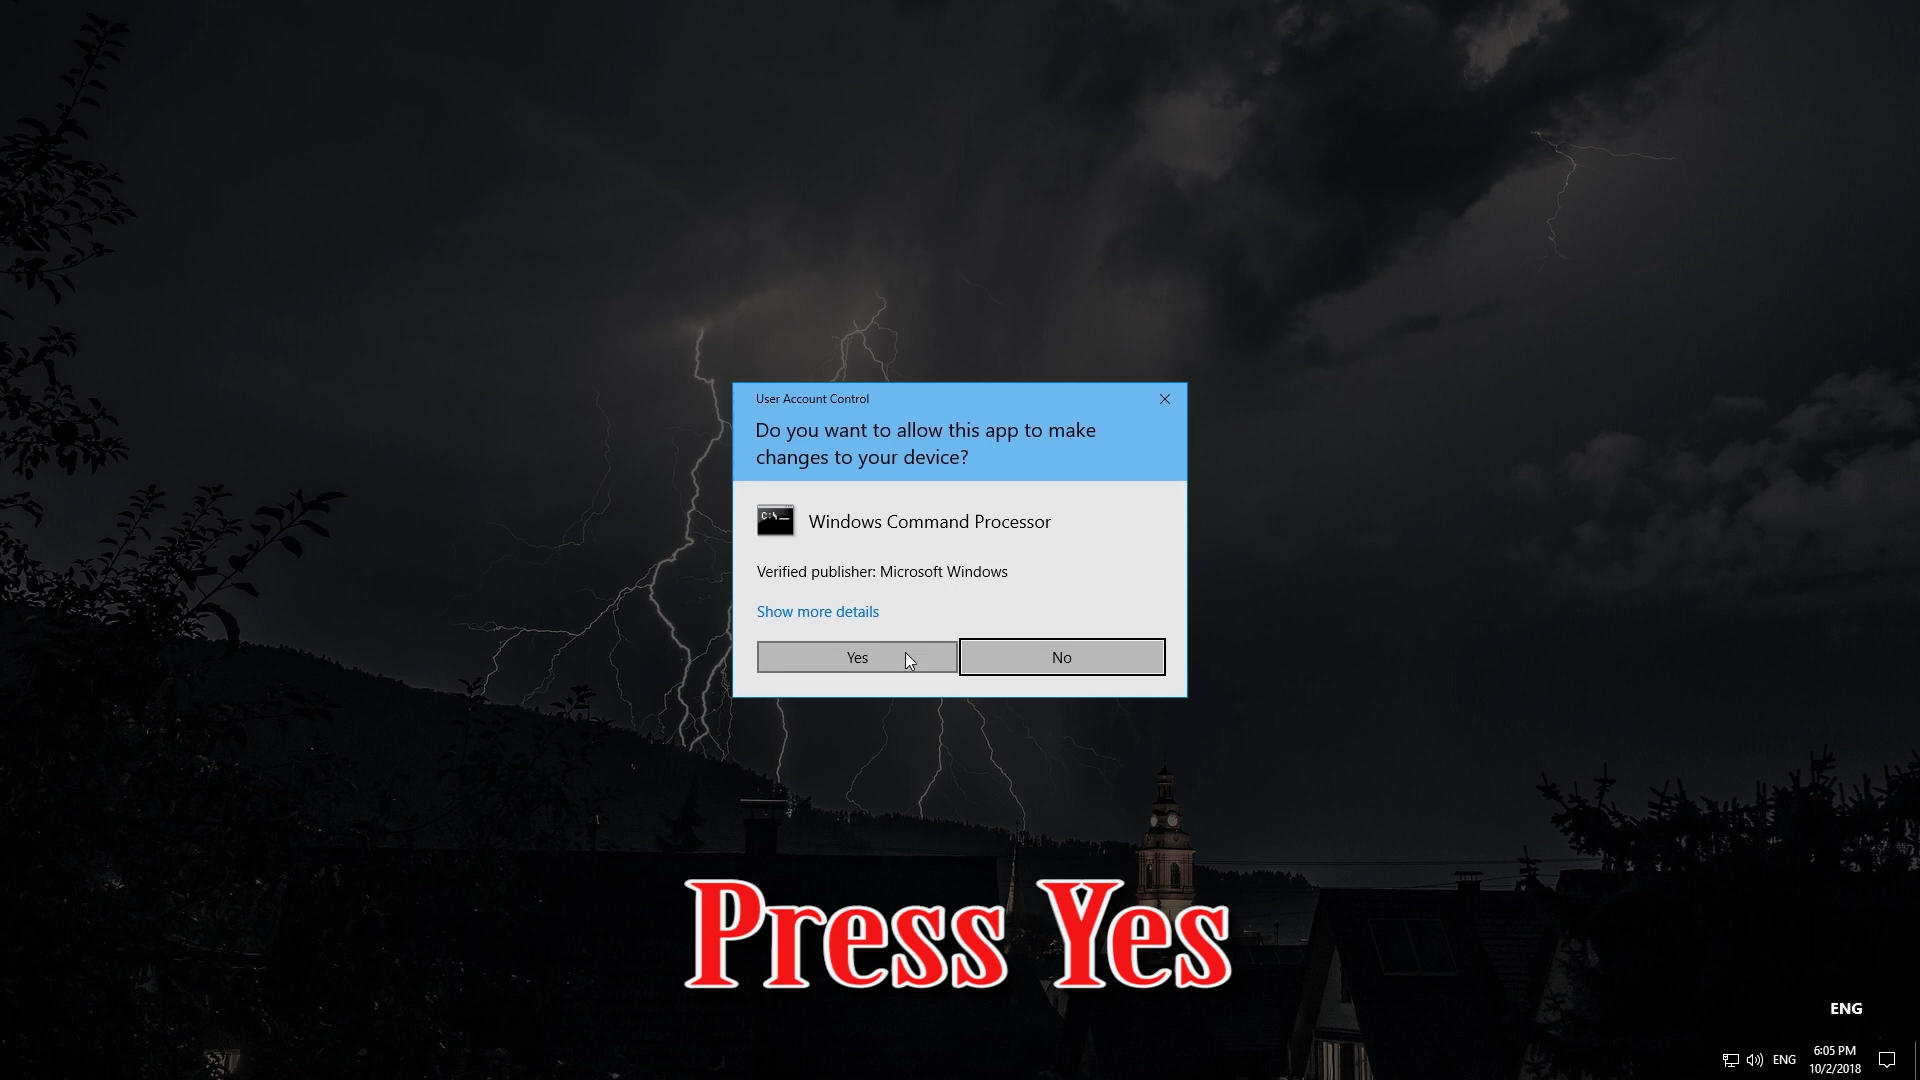 User Account Control
Do you want to allow this app to make
changes to your device?
C:\
Windows Command Processor
Verified publisher: Microsoft Windows
Show more details
Yes
No
Press Yes
ENG
ENG
6:05 PM
10/2/2018